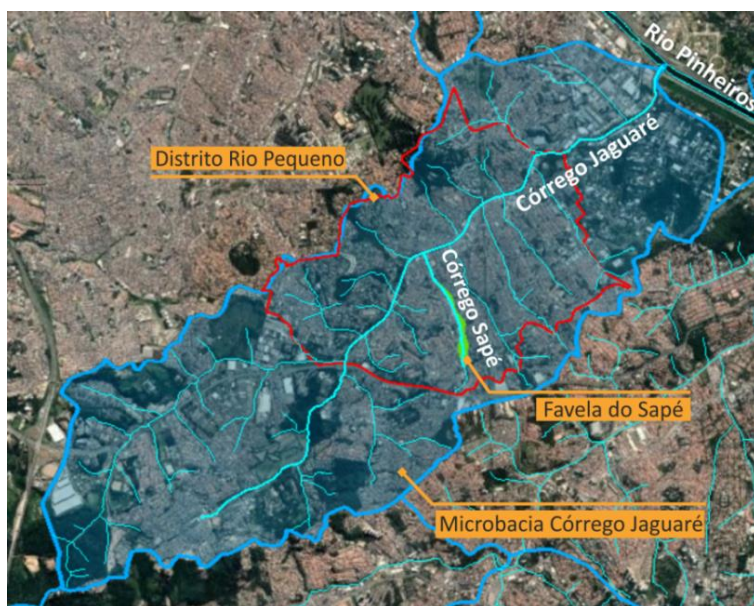 Rio Pinheiros
Distrito Rio Pequeno
Córrego Jaguaré
Córrego Sapé
Favela do Sapé
Microbacia Córrego Jaguaré